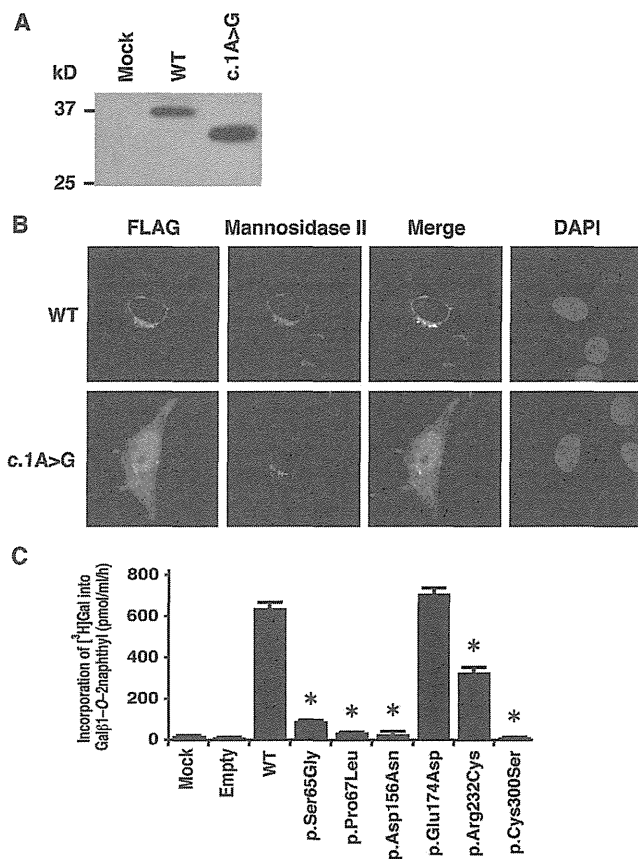 A
kD
Mock
WT
c.1A>G
37
25
B
FLAG
Mannosidase II
Merge
DAPI
WT
c.1A>G
C
Incorporation of [³H]Gal into
Galβ1–O–2naphthyl (pmol/ml/h)
800
600
400
200
0
*
*
*
*
*
Mock
Empty
WT
p.Ser65Gly
p.Pro67Leu
p.Asp156Asn
p.Glu174Asp
p.Arg232Cys
p.Cys300Ser